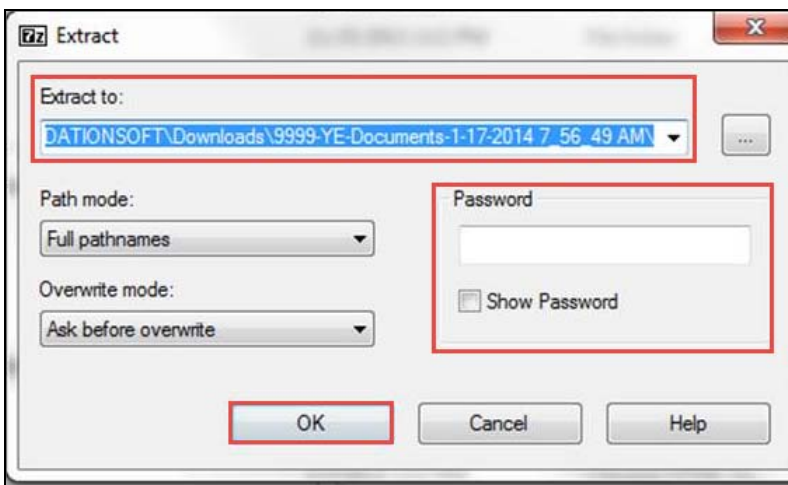 7z Extract
Extract to:
DATIONSOFT\Downloads\9999-YE-Documents-1-17-2014 7_56_49 AM\
...
Path mode:
Full pathnames
Password
Overwrite mode:
Ask before overwrite
Show Password
OK
Cancel
Help